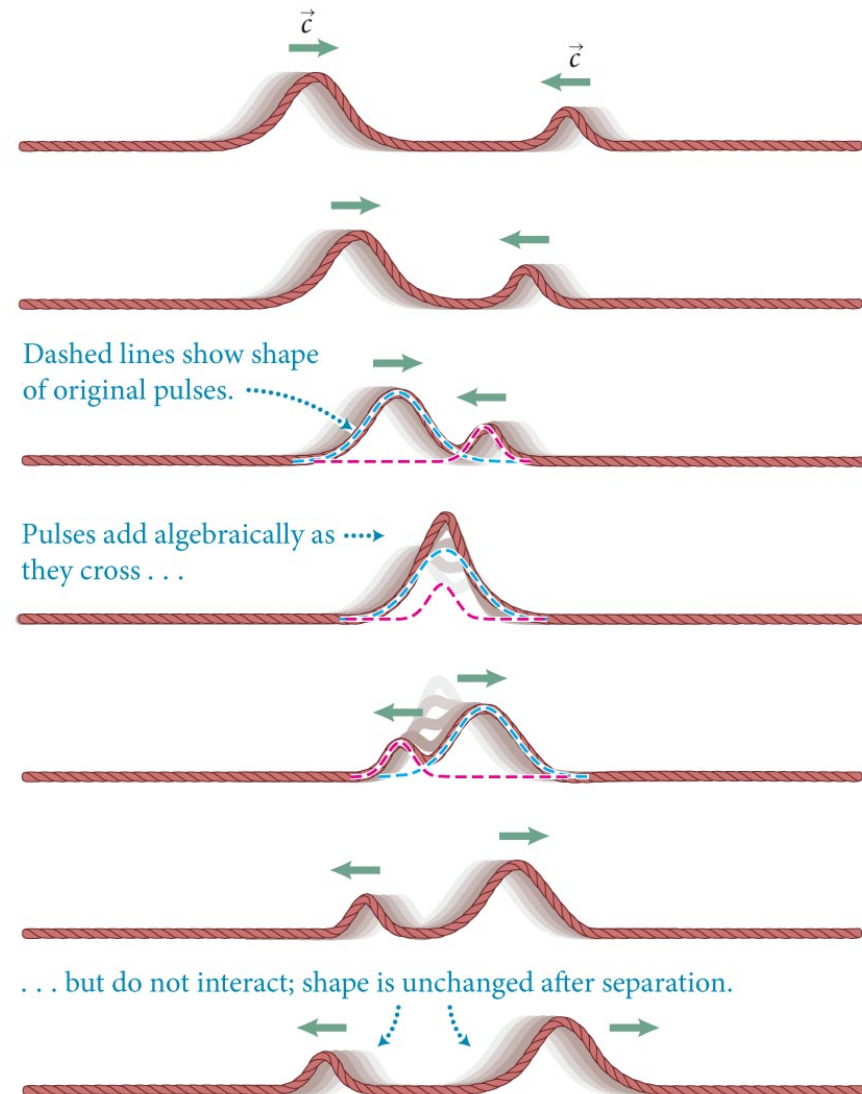 c⃗
c⃗
Dashed lines show shape
of original pulses.
Pulses add algebraically as
they cross . . .
. . . but do not interact; shape is unchanged after separation.